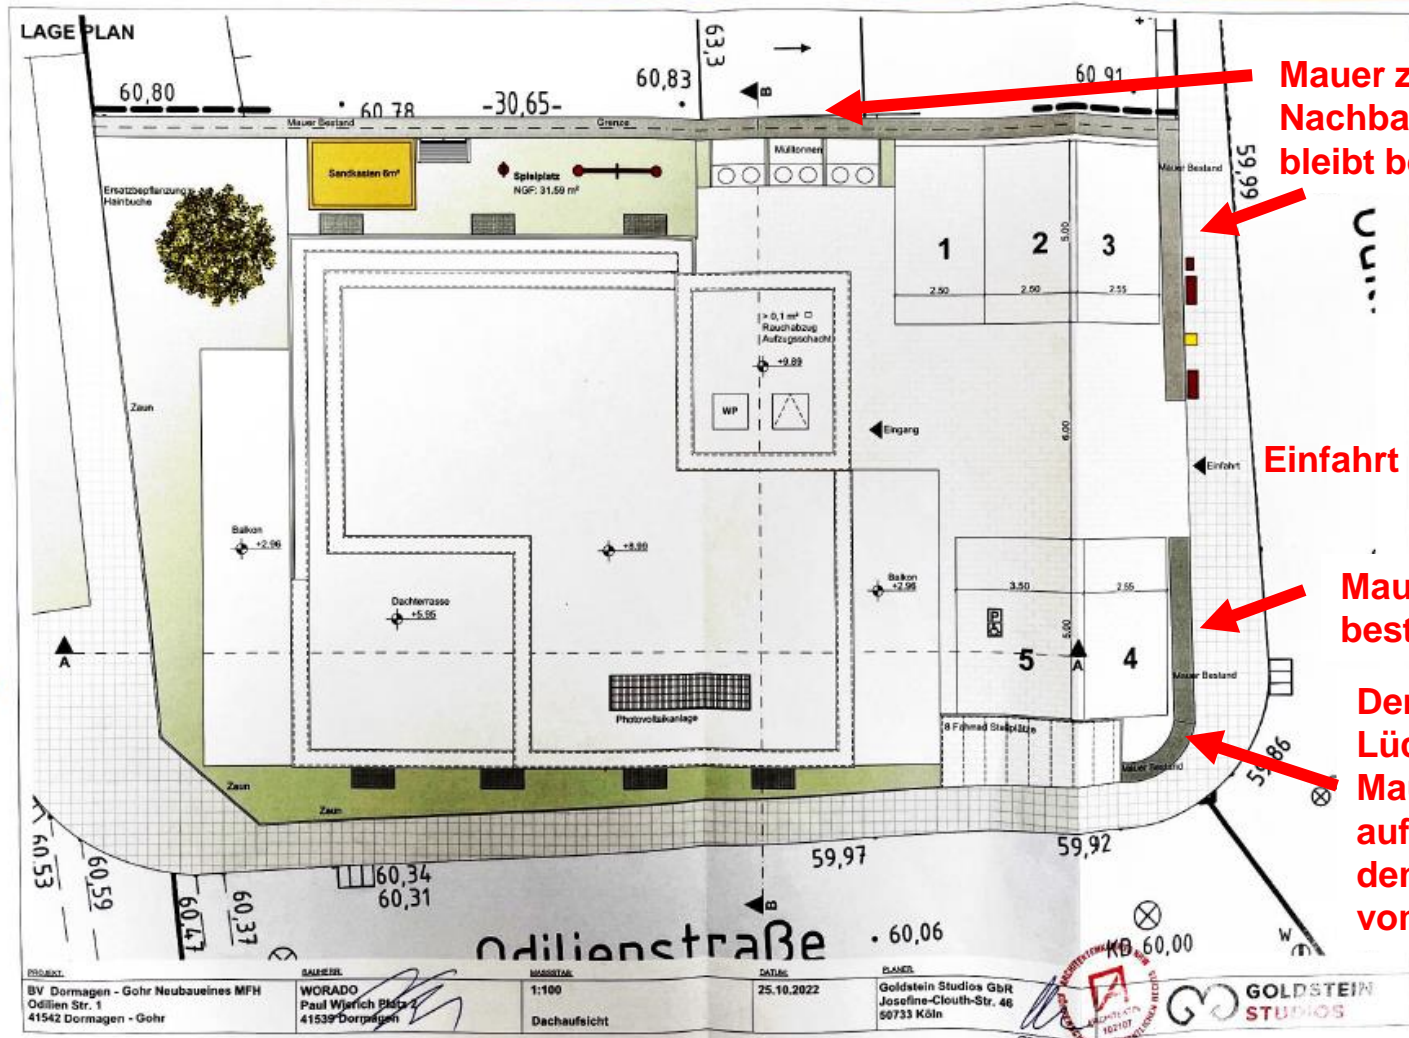 LAGEPLAN
60,80
60,78
-30,65-
60,83
63,3
B
60,91
Mauer z
Nachba
bleibt be
Mauer Bestand
Grenze
Mülltonnen
Mauer Bestand
59,99
Sandkasten 6m²
Spielplatz
NGF: 31.59 m²
Ersatzbepflanzung
Hainbuche
1
2
3
5.00
2.50
2.50
2.55
> 0,1 m²
Rauchabzug
Aufzugsschacht
+9.89
WP
Zaun
Eingang
6.00
Einfahrt
Einfahrt
Balkon
+2.96
+8.99
Balkon
+2.96
3.50
2.55
Mau
best
Dachterrasse
+5.95
P
5.00
A
5
A
4
Mauer Bestand
Photovoltaikanlage
8 Fahrrad Stellplätze
Mauer Bestand
Der
Lüc
Mau
auf
der
vor
59,86
Zaun
Zaun
60.53
60,59
60,47
60,37
60,34
60,31
59,97
59,92
B
Odilienstraße
60,06
KD 60,00
W
PROJEKT.
BV Dormagen - Gohr Neubaueines MFH
Odilien Str. 1
41542 Dormagen - Gohr
BAUHERR.
WORADO
Paul Wierich Platz 2
41539 Dormagen
MASSSTAB.
1:100
Dachaufsicht
DATUM.
25.10.2022
PLANER.
Goldstein Studios GbR
Josefine-Clouth-Str. 46
50733 Köln
GOLDSTEIN
STUDIOS